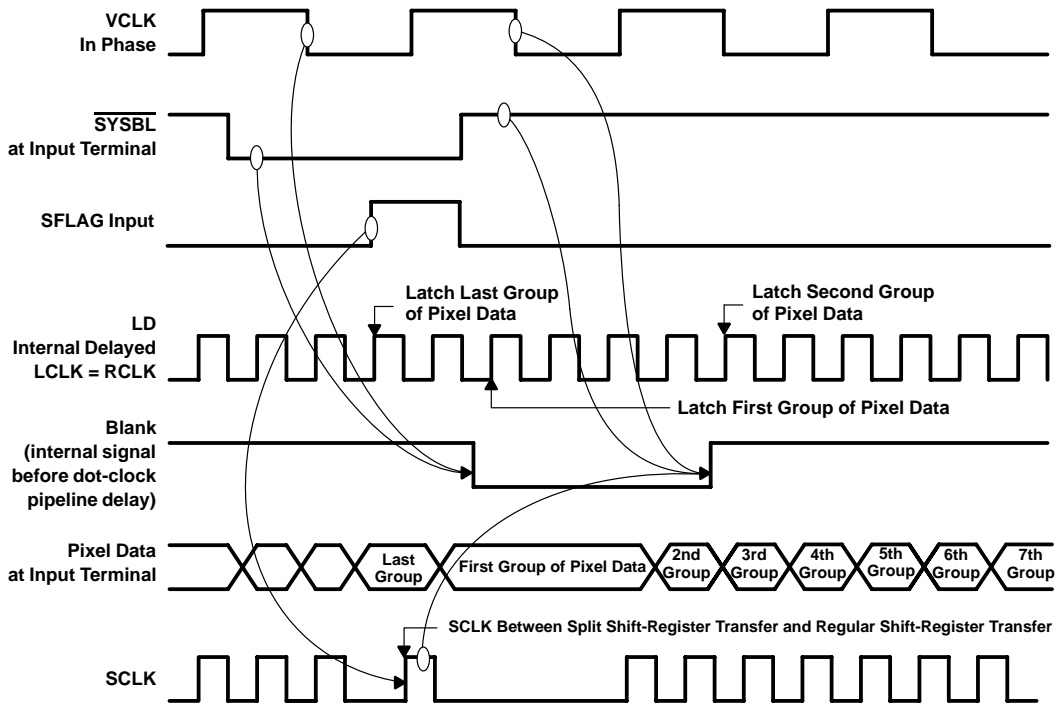 VCLK
In Phase
SYSBL
at Input Terminal
SFLAG Input
Latch Last Group
of Pixel Data
Latch Second Group
of Pixel Data
LD
Internal Delayed
LCLK = RCLK
Latch First Group of Pixel Data
Blank
(internal signal
before dot-clock
pipeline delay)
Pixel Data
at Input Terminal
Last
Group
First Group of Pixel Data
2nd
Group
3rd
Group
4th
Group
5th
Group
6th
Group
7th
Group
SCLK Between Split Shift-Register Transfer and Regular Shift-Register Transfer
SCLK